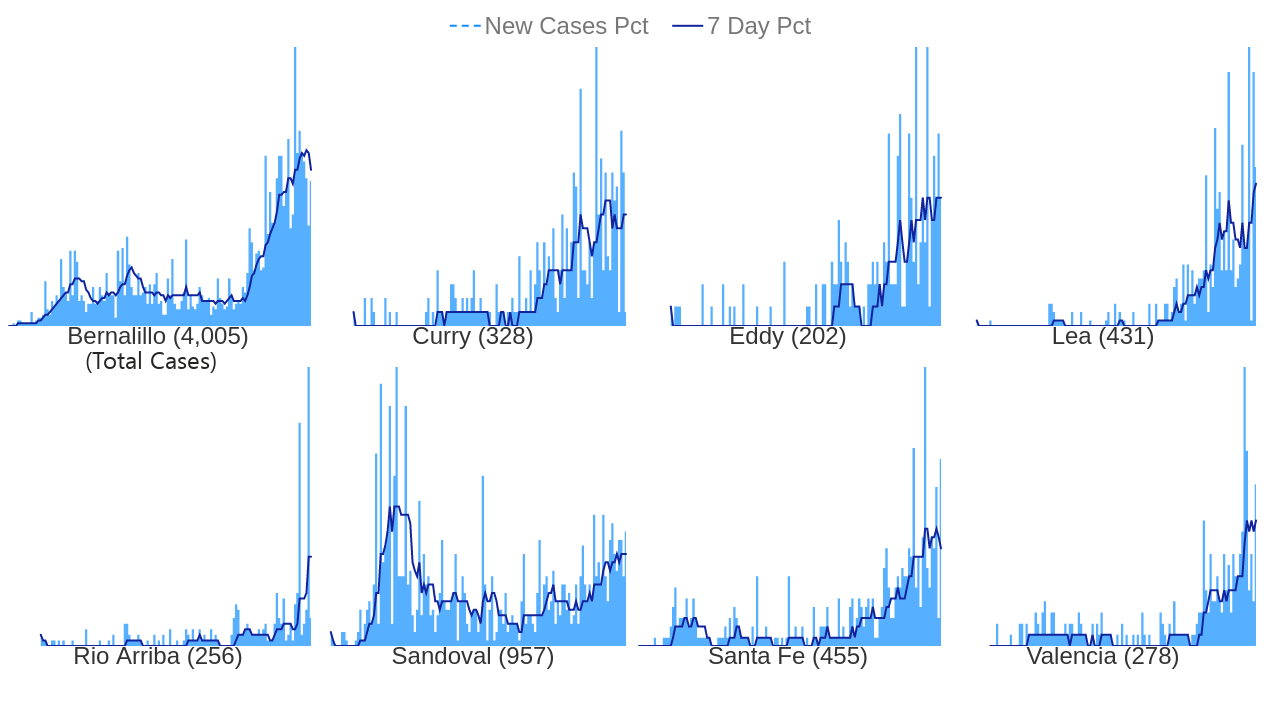 New Cases Pct 7 Day Pct
Bernalillo (4,005)
(Total Cases)
Curry (328)
Eddy (202)
Lea (431)
Rio Arriba (256)
Sandoval (957)
Santa Fe (455)
Valencia (278)